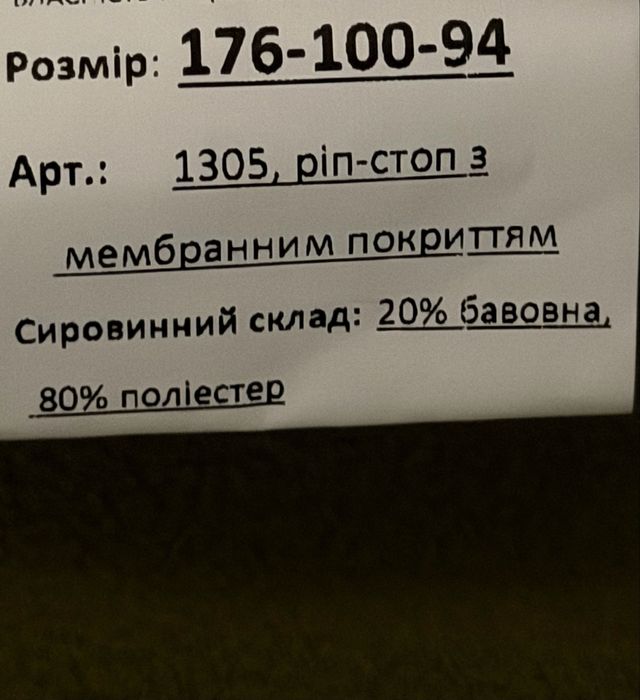 Розмір: 176-100-94
Арт.: 1305, ріп-стоп з
мембранним покриттям
Сировинний склад: 20% бавовна,
80% поліестер